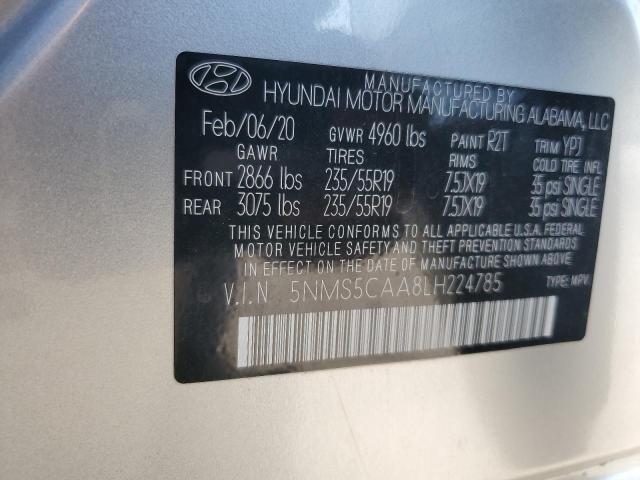 MANUFACTURED BY
HYUNDAI MOTOR MANUFACTURING ALABAMA, LLC
Feb/06/20 GVWR 4960 lbs PAINT R2T TRIM YPJ
GAWR TIRES RIMS COLD TIRE INFL
FRONT 2866 lbs 235/55R19 7.5JX19 35 psi SINGLE
REAR 3075 lbs 235/55R19 7.5JX19 35 psi SINGLE
THIS VEHICLE CONFORMS TO ALL APPLICABLE U.S.A. FEDERAL
MOTOR VEHICLE SAFETY AND THEFT PREVENTION STANDARDS
IN EFFECT ON THE DATE OF MANUFACTURE SHOWN ABOVE.
V.I.N 5NMS5CAA8LH224785 TYPE: MPV